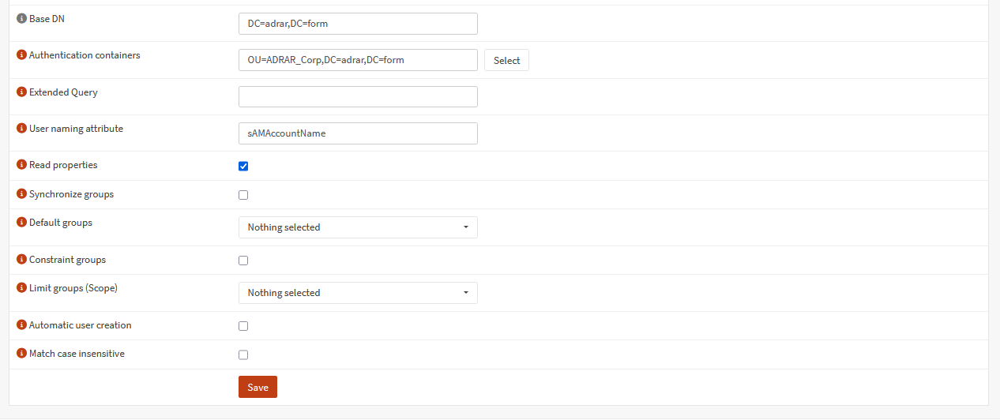 Base DN
DC=adrar,DC=form
Authentication containers
OU=ADRAR_Corp,DC=adrar,DC=form
Select
Extended Query
User naming attribute
sAMAccountName
Read properties
Synchronize groups
Default groups
Nothing selected
Constraint groups
Limit groups (Scope)
Nothing selected
Automatic user creation
Match case insensitive
Save